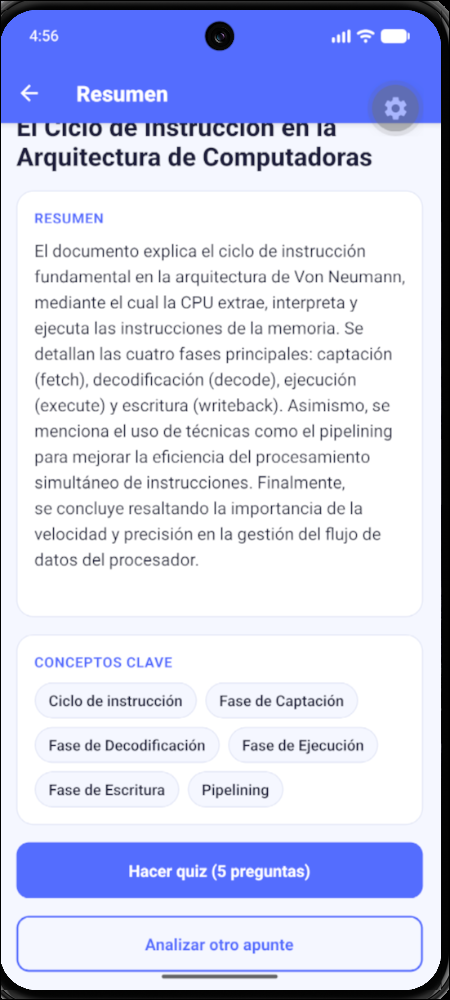 4:56
Resumen
El Ciclo de Instrucción en la
Arquitectura de Computadoras
RESUMEN
El documento explica el ciclo de instrucción
fundamental en la arquitectura de Von Neumann,
mediante el cual la CPU extrae, interpreta y
ejecuta las instrucciones de la memoria. Se
detallan las cuatro fases principales: captación
(fetch), decodificación (decode), ejecución
(execute) y escritura (writeback). Asimismo, se
menciona el uso de técnicas como el pipelining
para mejorar la eficiencia del procesamiento
simultáneo de instrucciones. Finalmente,
se concluye resaltando la importancia de la
velocidad y precisión en la gestión del flujo de
datos del procesador.
CONCEPTOS CLAVE
Ciclo de instrucción Fase de Captación
Fase de Decodificación Fase de Ejecución
Fase de Escritura Pipelining
Hacer quiz (5 preguntas)
Analizar otro apunte